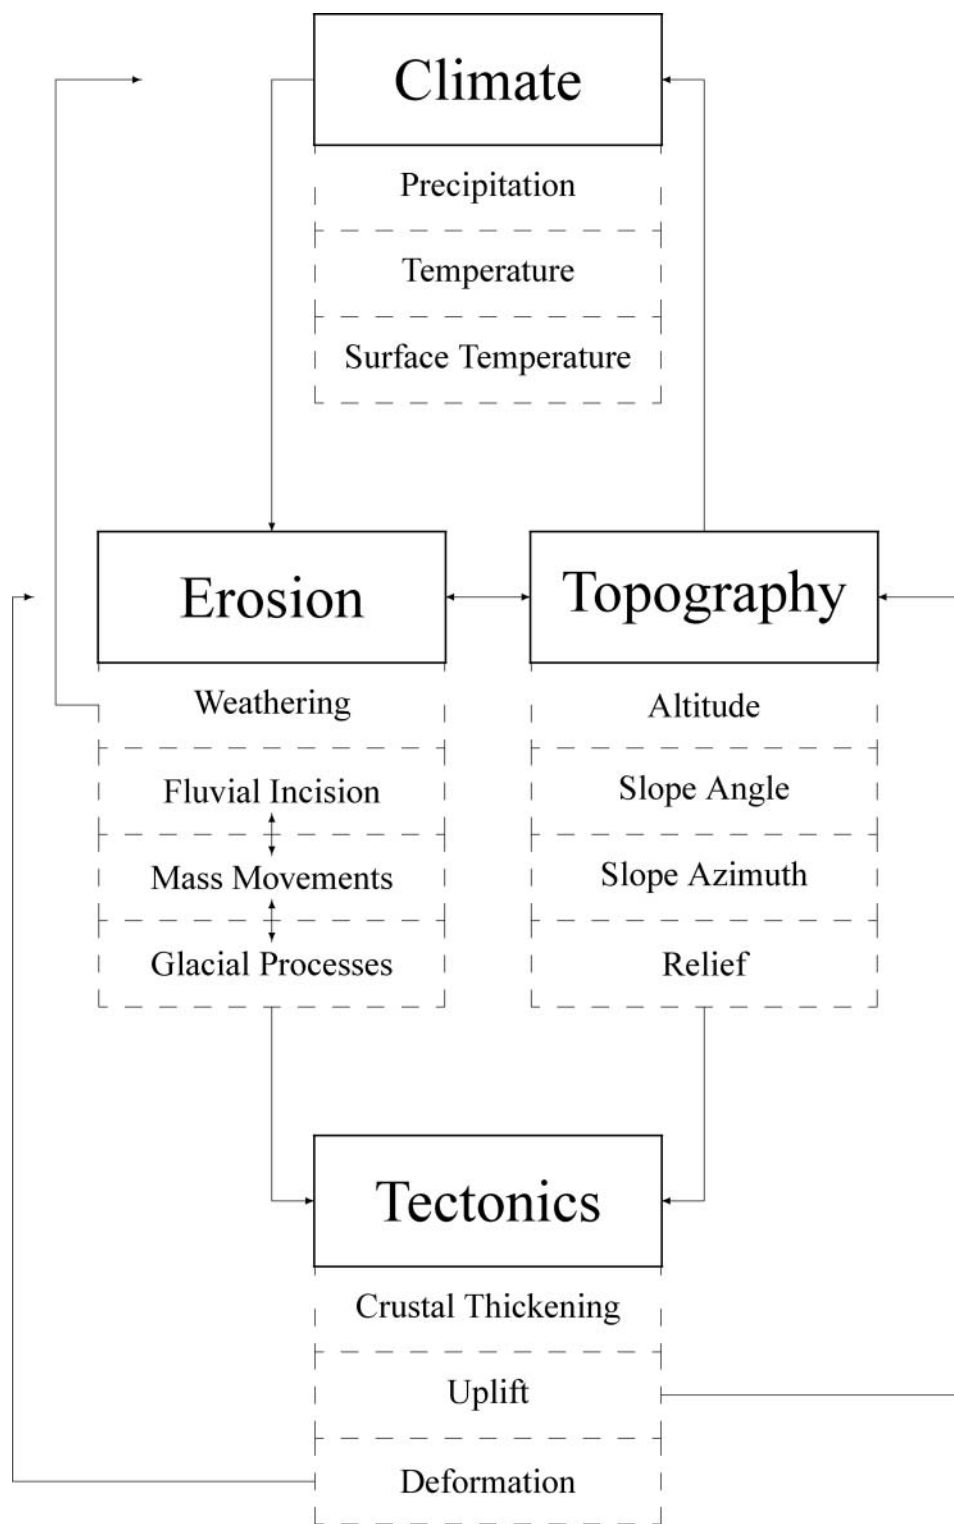 Climate
Precipitation
Temperature
Surface Temperature
Erosion
Weathering
Fluvial Incision
Mass Movements
Glacial Processes
Topography
Altitude
Slope Angle
Slope Azimuth
Relief
Tectonics
Crustal Thickening
Uplift
Deformation